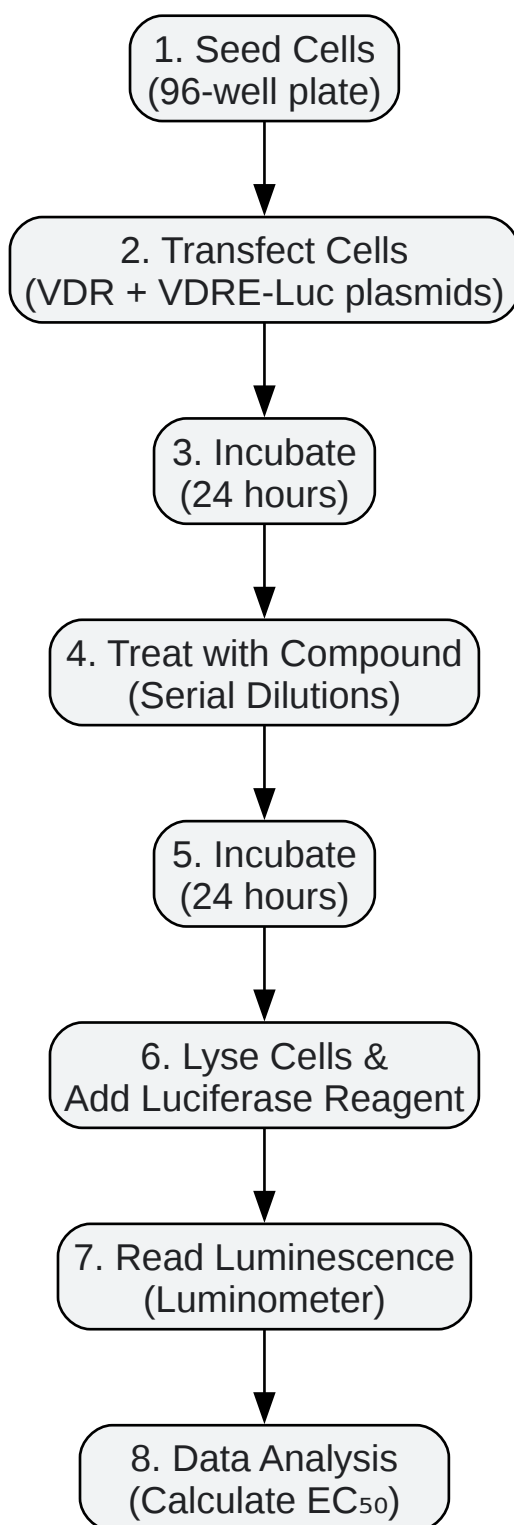 1. Seed Cells
(96-well plate)
2. Transfect Cells
(VDR + VDRE-Luc plasmids)
3. Incubate
(24 hours)
4. Treat with Compound
(Serial Dilutions)
5. Incubate
(24 hours)
6. Lyse Cells &
Add Luciferase Reagent
7. Read Luminescence
(Luminometer)
8. Data Analysis
(Calculate EC₅₀)